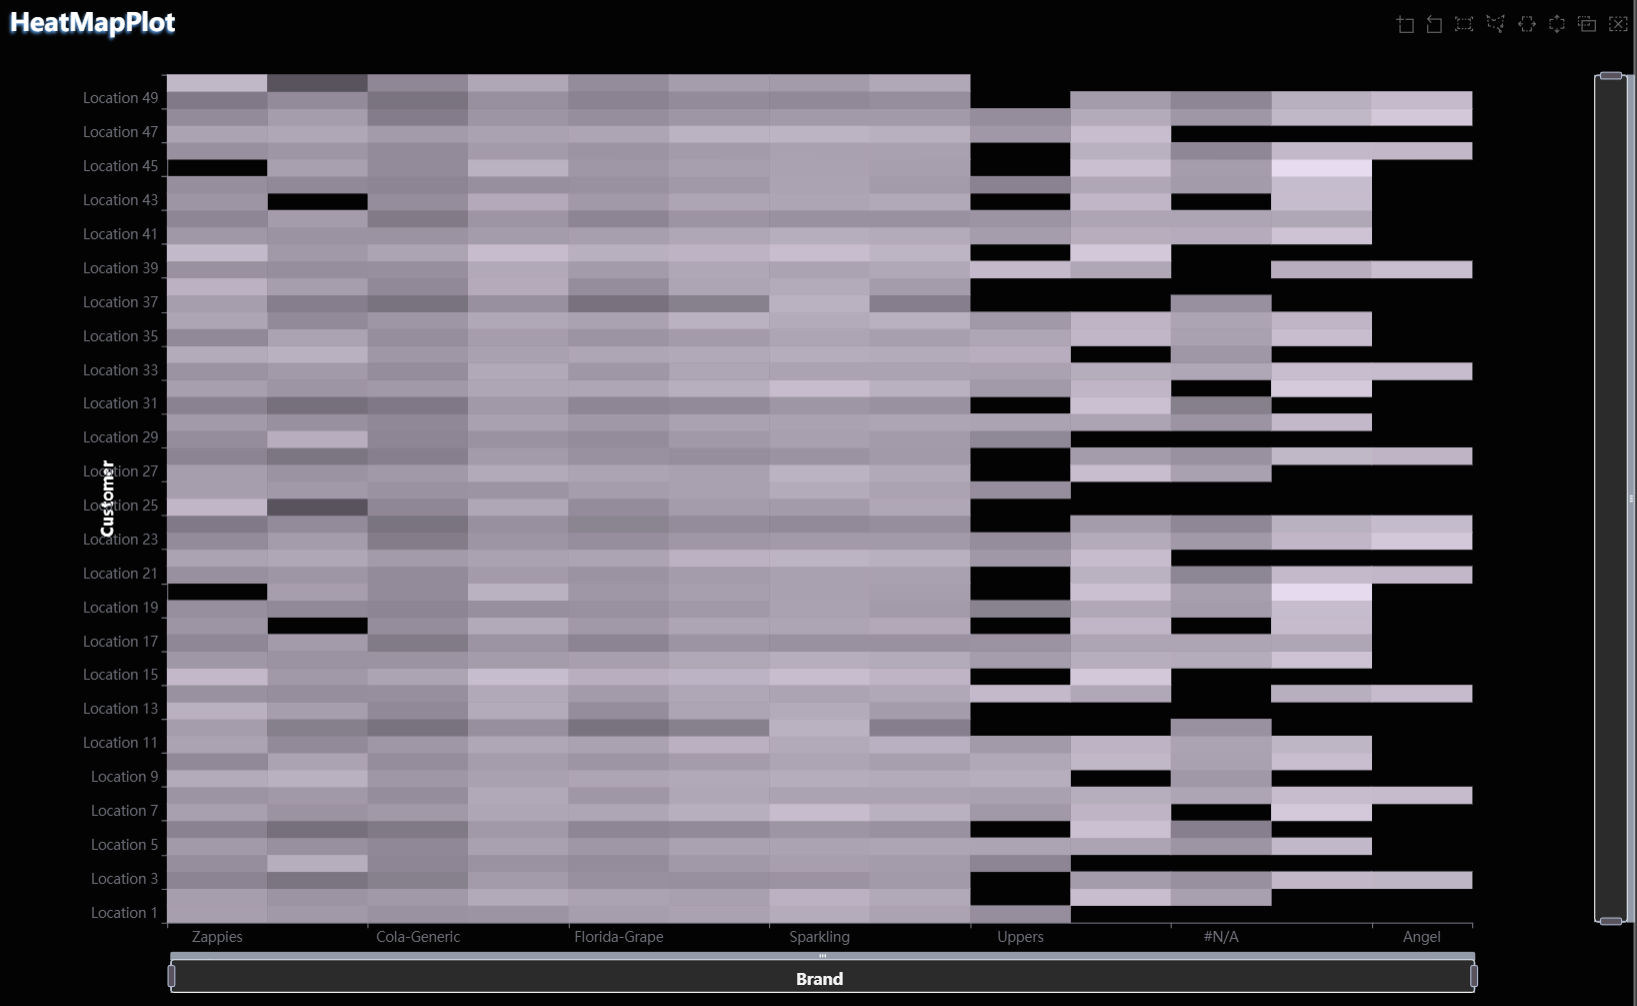 HeatMapPlot
Location 49
Location 47
Location 45
Location 43
Location 41
Location 39
Location 37
Location 35
Location 33
Location 31
Location 29
Location 27
Location 25
Location 23
Location 21
Location 19
Location 17
Location 15
Location 13
Location 11
Location 9
Location 7
Location 5
Location 3
Location 1
Customer
Zappies Cola-Generic Florida-Grape Sparkling Uppers #N/A Angel
Brand